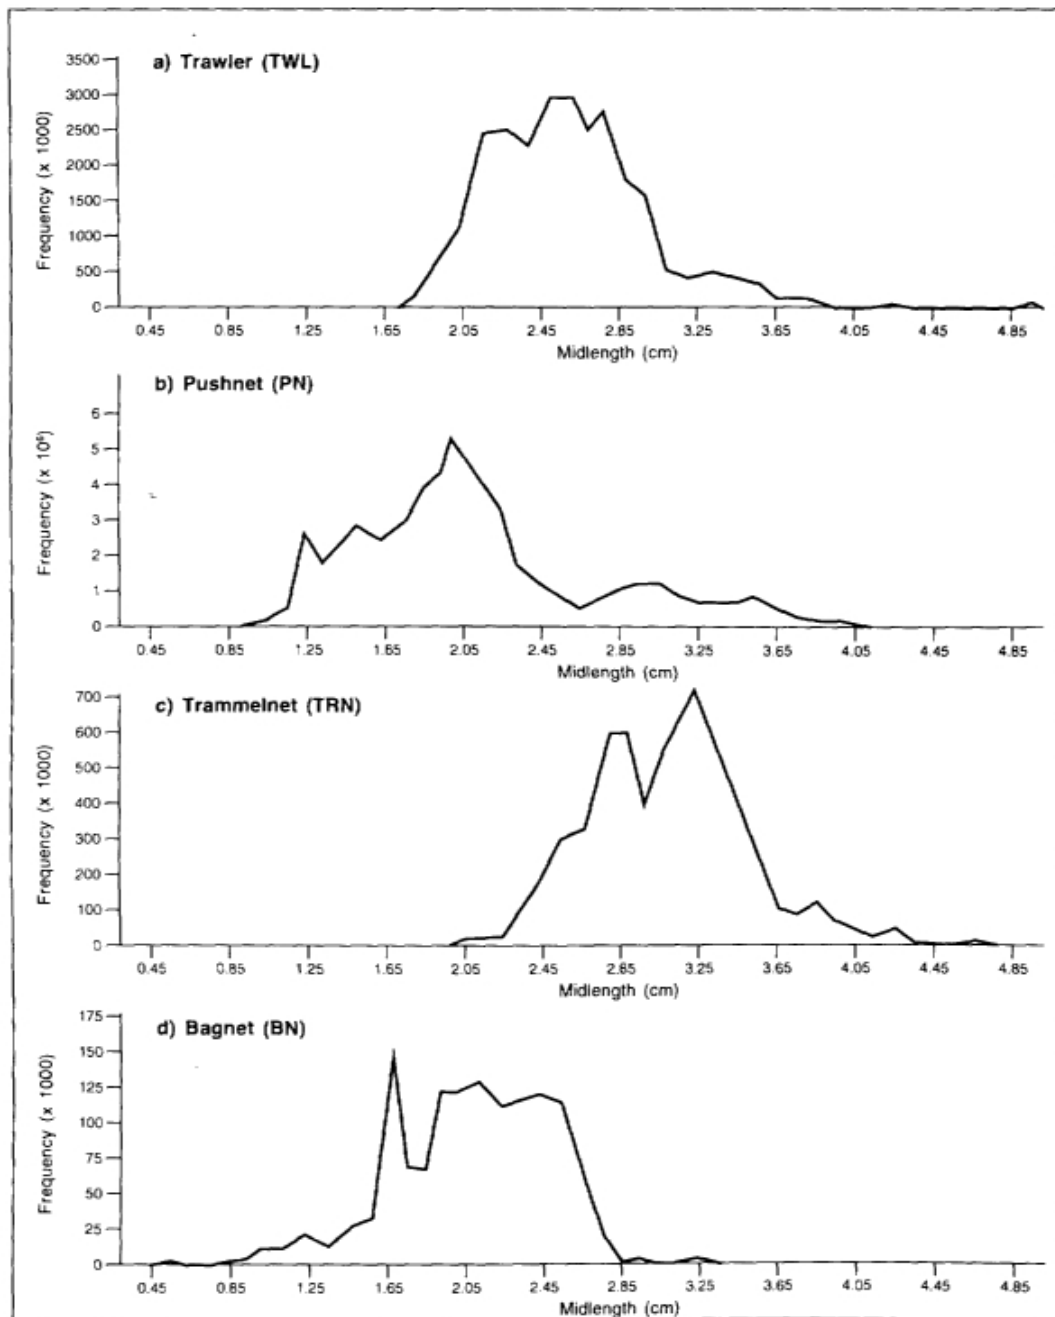 a) Trawler (TWL)
Frequency (x 1000)
3500
3000
2500
2000
1500
1000
500
0
0.45 0.85 1.25 1.65 2.05 2.45 2.85 3.25 3.65 4.05 4.45 4.85
Midlength (cm)
b) Pushnet (PN)
Frequency (x 10⁶)
6
5
4
3
2
1
0
0.45 0.85 1.25 1.65 2.05 2.45 2.85 3.25 3.65 4.05 4.45 4.85
Midlength (cm)
c) Trammelnet (TRN)
Frequency (x 1000)
700
600
500
400
300
200
100
0
0.45 0.85 1.25 1.65 2.05 2.45 2.85 3.25 3.65 4.05 4.45 4.85
Midlength (cm)
d) Bagnet (BN)
Frequency (x 1000)
175
150
125
100
75
50
25
0
0.45 0.85 1.25 1.65 2.05 2.45 2.85 3.25 3.65 4.05 4.45 4.85
Midlength (cm)